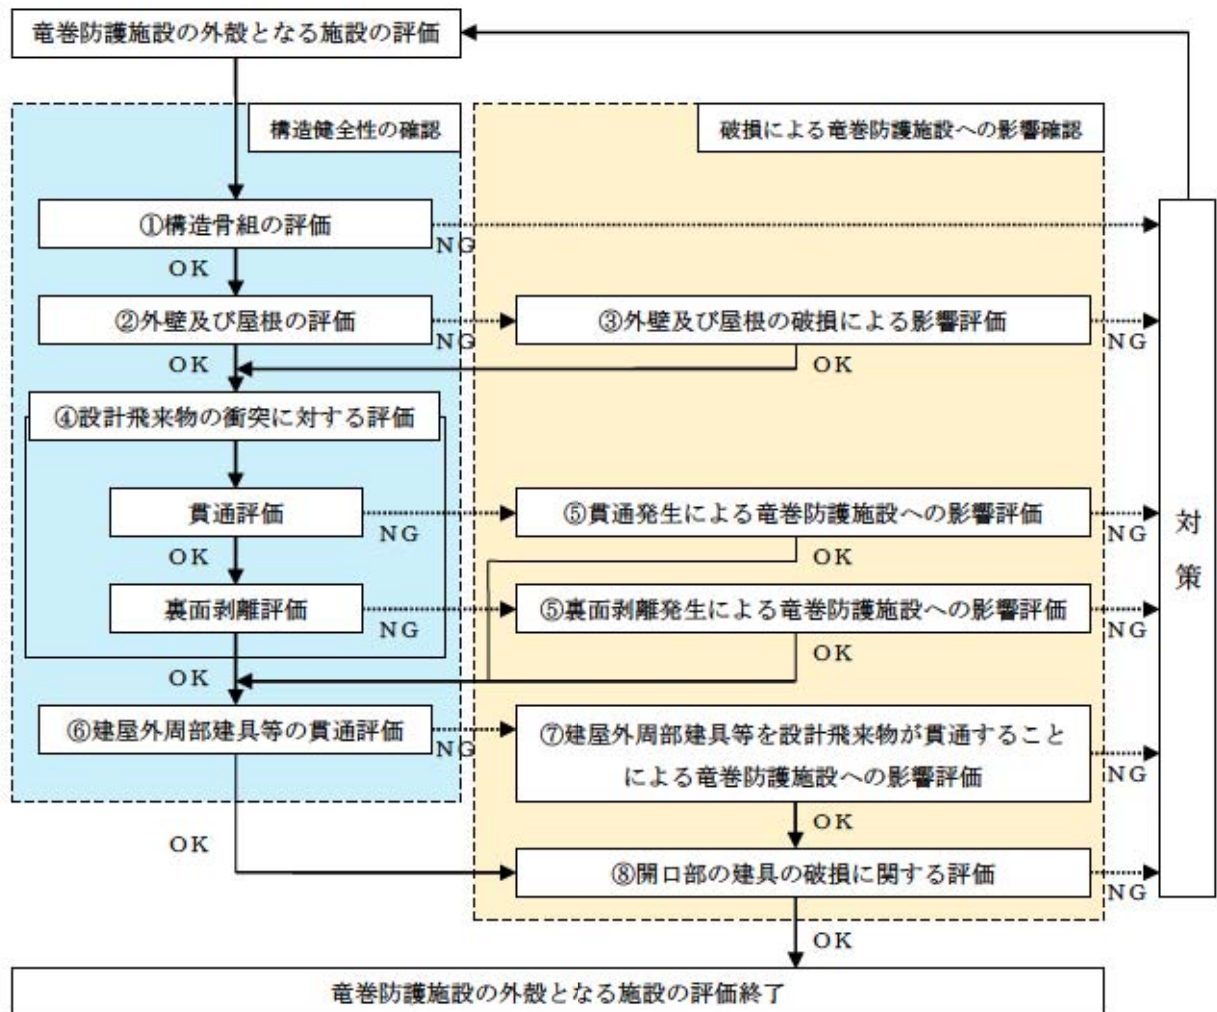 竜巻防護施設の外殻となる施設の評価
構造健全性の確認
破損による竜巻防護施設への影響確認
①構造骨組の評価
NG
OK
②外壁及び屋根の評価
NG
③外壁及び屋根の破損による影響評価
NG
OK
OK
④設計飛来物の衝突に対する評価
貫通評価
NG
⑤貫通発生による竜巻防護施設への影響評価
NG
対
策
OK
OK
裏面剥離評価
NG
⑤裏面剥離発生による竜巻防護施設への影響評価
NG
OK
OK
⑥建屋外周部建具等の貫通評価
NG
⑦建屋外周部建具等を設計飛来物が貫通すること
による竜巻防護施設への影響評価
NG
OK
OK
⑧開口部の建具の破損に関する評価
NG
OK
竜巻防護施設の外殻となる施設の評価終了